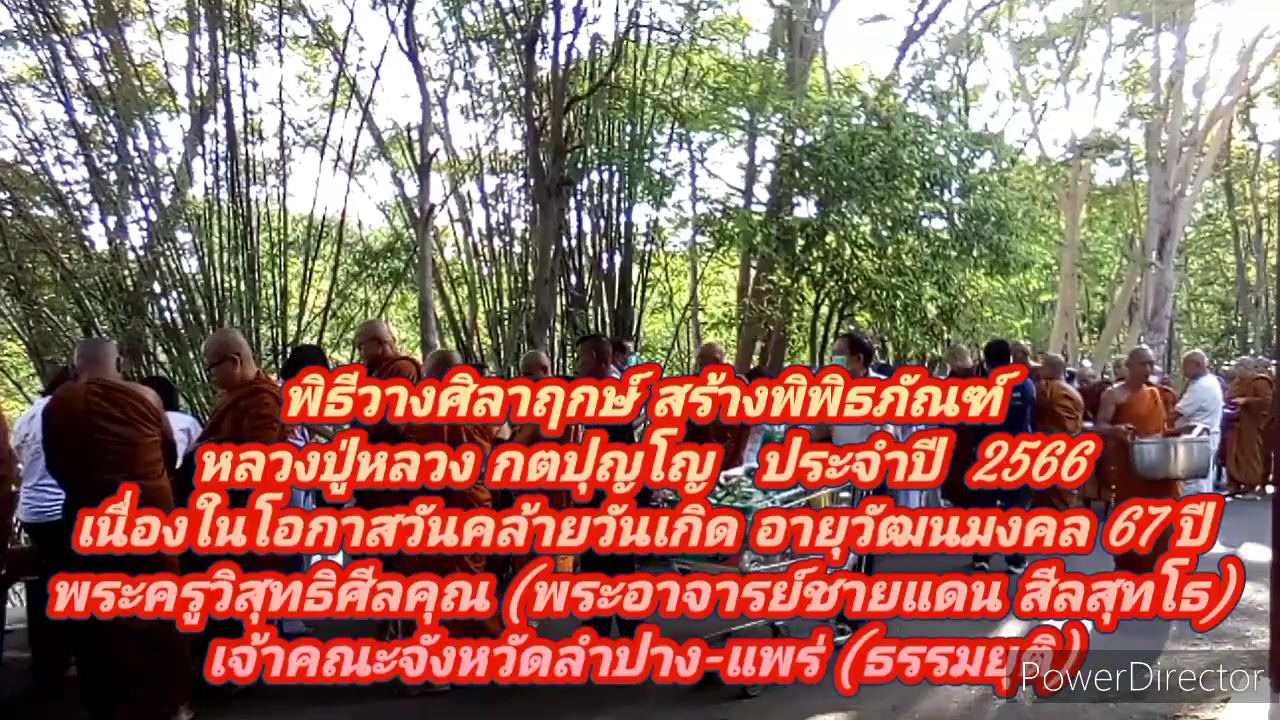 พิธีวางศิลาฤกษ์ สร้างพิพิธภัณฑ์
หลวงปู่หลวง กตปุญโญ ประจำปี 2566
เนื่องในโอกาสวันคล้ายวันเกิด อายุวัฒนมงคล 67 ปี
พระครูวิสุทธิศีลคุณ (พระอาจารย์ชายแดน สีลสุทโธ)
เจ้าคณะจังหวัดลำปาง-แพร่ (ธรรมยุติ)
PowerDirector